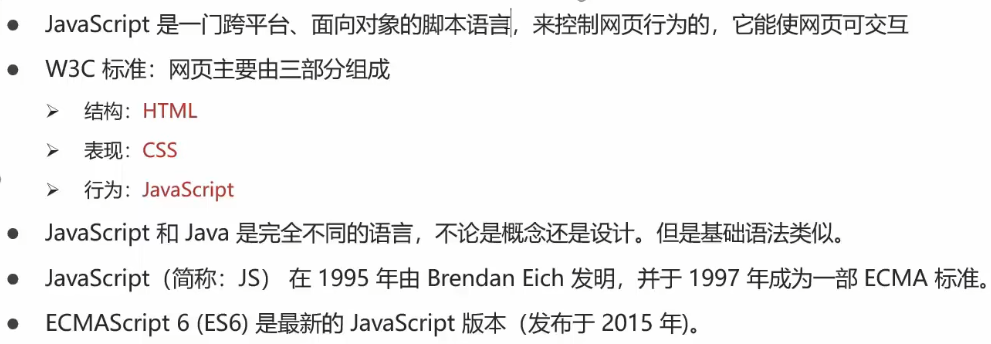 JavaScript 是一门跨平台、面向对象的脚本语言，来控制网页行为的，它能使网页可交互
W3C 标准：网页主要由三部分组成
结构：HTML
表现：CSS
行为：JavaScript
JavaScript 和 Java 是完全不同的语言，不论是概念还是设计。但是基础语法类似。
JavaScript（简称：JS） 在 1995 年由 Brendan Eich 发明，并于 1997 年成为一部 ECMA 标准。
ECMAScript 6 (ES6) 是最新的 JavaScript 版本（发布于 2015 年)。